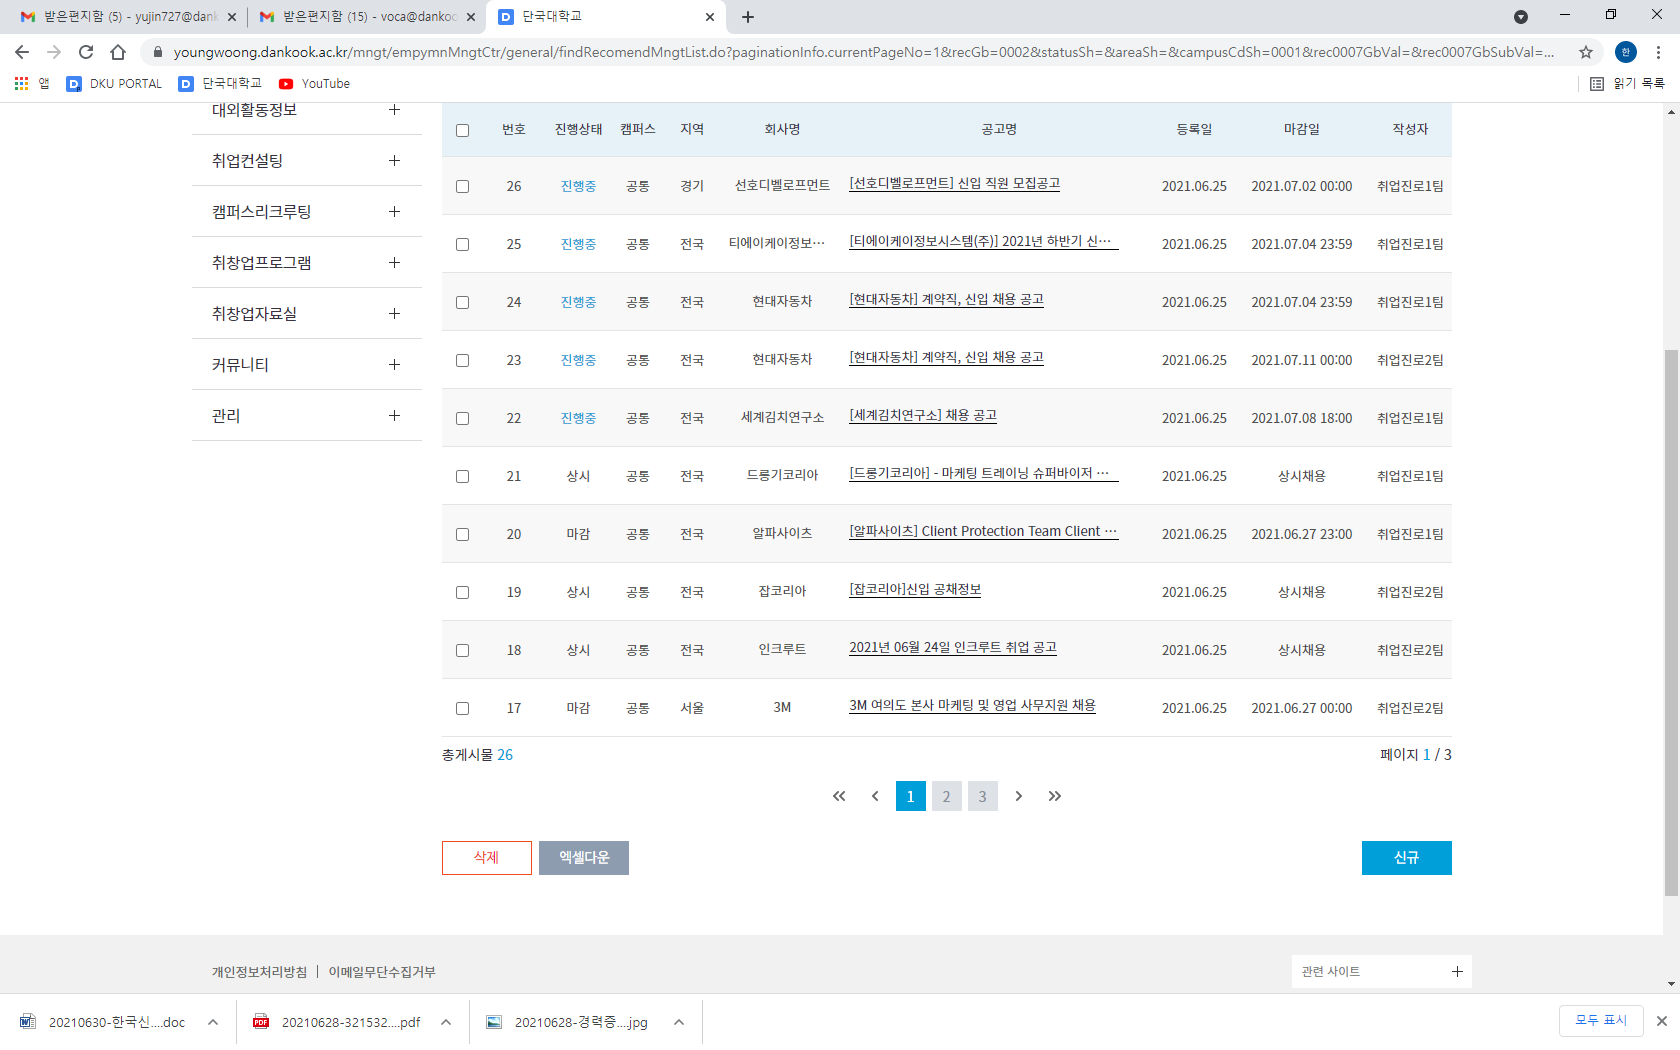 받은편지함 (5) - yujin727@dank
받은편지함 (15) - voca@dankoo
단국대학교
youngwoong.dankook.ac.kr/mngt/empymnMngtCtr/general/findRecomendMngtList.do?paginationInfo.currentPageNo=1&recGb=0002&statusSh=&areaSh=&campusCdSh=0001&rec0007GbVal=&rec0007GbSubVal=...
한
앱 DKU PORTAL 단국대학교 YouTube 읽기 목록
대외활동정보
취업컨설팅
캠퍼스리크루팅
취창업프로그램
취창업자료실
커뮤니티
관리
번호 진행상태 캠퍼스 지역 회사명 공고명 등록일 마감일 작성자
26 진행중 공통 경기 선호디벨로프먼트 [선호디벨로프먼트] 신입 직원 모집공고 2021.06.25 2021.07.02 00:00 취업진로1팀
25 진행중 공통 전국 티에이케이정보… [티에이케이정보시스템(주)] 2021년 하반기 신… 2021.06.25 2021.07.04 23:59 취업진로1팀
24 진행중 공통 전국 현대자동차 [현대자동차] 계약직, 신입 채용 공고 2021.06.25 2021.07.04 23:59 취업진로1팀
23 진행중 공통 전국 현대자동차 [현대자동차] 계약직, 신입 채용 공고 2021.06.25 2021.07.11 00:00 취업진로2팀
22 진행중 공통 전국 세계김치연구소 [세계김치연구소] 채용 공고 2021.06.25 2021.07.08 18:00 취업진로1팀
21 상시 공통 전국 드롱기코리아 [드롱기코리아] - 마케팅 트레이닝 슈퍼바이저 … 2021.06.25 상시채용 취업진로1팀
20 마감 공통 전국 알파사이츠 [알파사이츠] Client Protection Team Client … 2021.06.25 2021.06.27 23:00 취업진로1팀
19 상시 공통 전국 잡코리아 [잡코리아]신입 공채정보 2021.06.25 상시채용 취업진로2팀
18 상시 공통 전국 인크루트 2021년 06월 24일 인크루트 취업 공고 2021.06.25 상시채용 취업진로2팀
17 마감 공통 서울 3M 3M 여의도 본사 마케팅 및 영업 사무지원 채용 2021.06.25 2021.06.27 00:00 취업진로2팀
총게시물 26 페이지 1 / 3
1 2 3
삭제 엑셀다운 신규
개인정보처리방침 | 이메일무단수집거부
관련 사이트
20210630-한국신....doc
20210628-321532....pdf
20210628-경력증....jpg
모두 표시